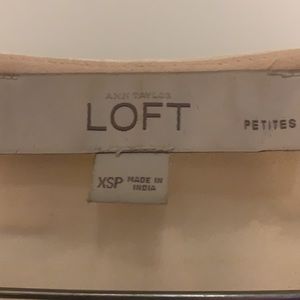 ANN TAYLOR
LOFT
PETITES
XSP MADE IN
INDIA